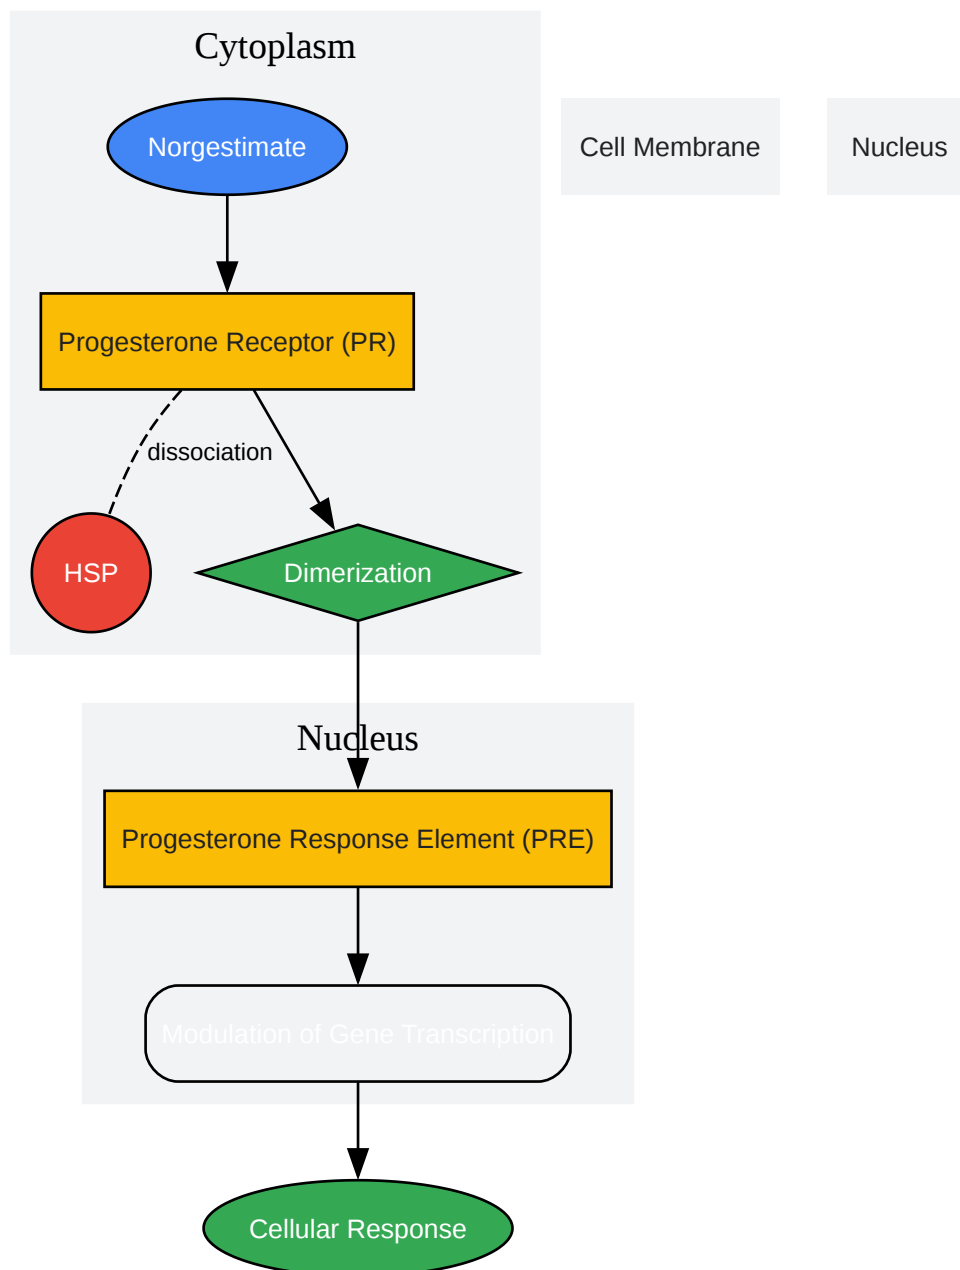 Cytoplasm
Norgestimate
Cell Membrane
Nucleus
Progesterone Receptor (PR)
dissociation
HSP
Dimerization
Nucleus
Progesterone Response Element (PRE)
Modulation of Gene Transcription
Cellular Response